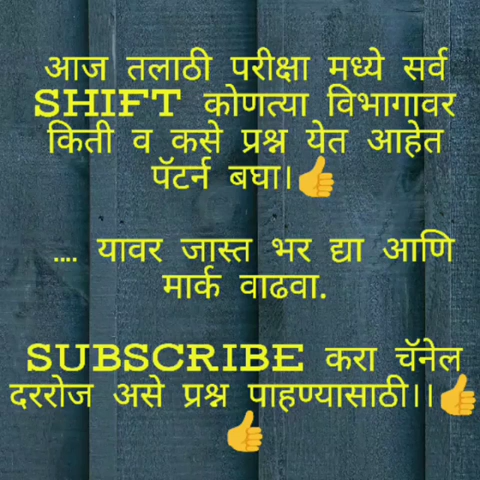 आज तलाठी परीक्षा मध्ये सर्व
SHIFT कोणत्या विभागावर
किती व कसे प्रश्न येत आहेत
पॅटर्न बघा।👍
.... यावर जास्त भर द्या आणि
मार्क वाढवा.
SUBSCRIBE करा चॅनेल
दररोज असे प्रश्न पाहण्यासाठी।।👍
👍